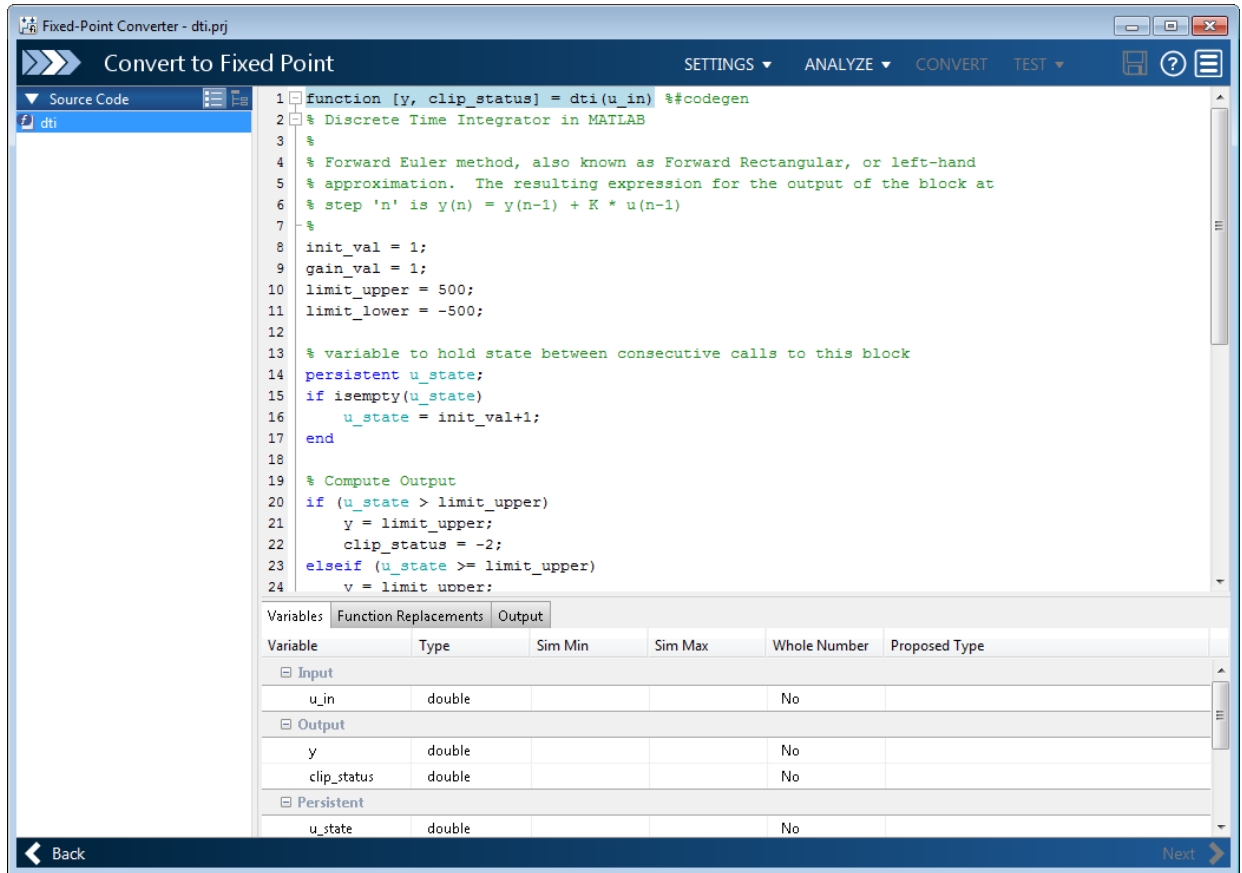 Fixed-Point Converter - dti.prj
Convert to Fixed Point
SETTINGS ▼ ANALYZE ▼ CONVERT TEST ▼
Source Code
dti
1 function [y, clip_status] = dti(u_in) %#codegen
2 % Discrete Time Integrator in MATLAB
3 %
4 % Forward Euler method, also known as Forward Rectangular, or left-hand
5 % approximation.  The resulting expression for the output of the block at
6 % step 'n' is y(n) = y(n-1) + K * u(n-1)
7 %
8 init_val = 1;
9 gain_val = 1;
10 limit_upper = 500;
11 limit_lower = -500;
12
13 % variable to hold state between consecutive calls to this block
14 persistent u_state;
15 if isempty(u_state)
16     u_state = init_val+1;
17 end
18
19 % Compute Output
20 if (u_state > limit_upper)
21     y = limit_upper;
22     clip_status = -2;
23 elseif (u_state >= limit_upper)
24     y = limit_upper;
Variables Function Replacements Output
Variable Type Sim Min Sim Max Whole Number Proposed Type
Input
u_in double No
Output
y double No
clip_status double No
Persistent
u_state double No
Back Next